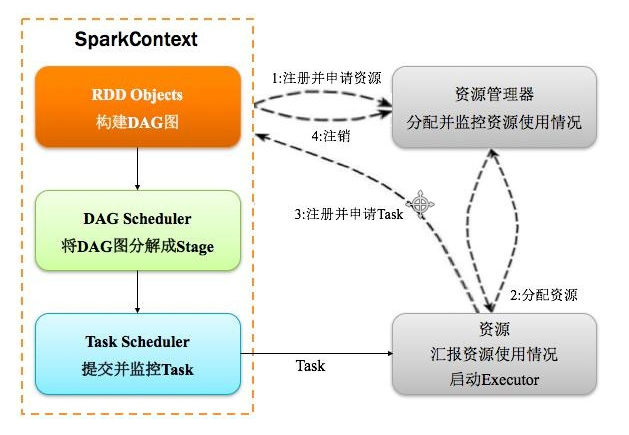 SparkContext
RDD Objects
构建DAG图
DAG Scheduler
将DAG图分解成Stage
Task Scheduler
提交并监控Task
1:注册并申请资源
4:注销
3:注册并申请Task
2:分配资源
Task
资源管理器
分配并监控资源使用情况
资源
汇报资源使用情况
启动Executor